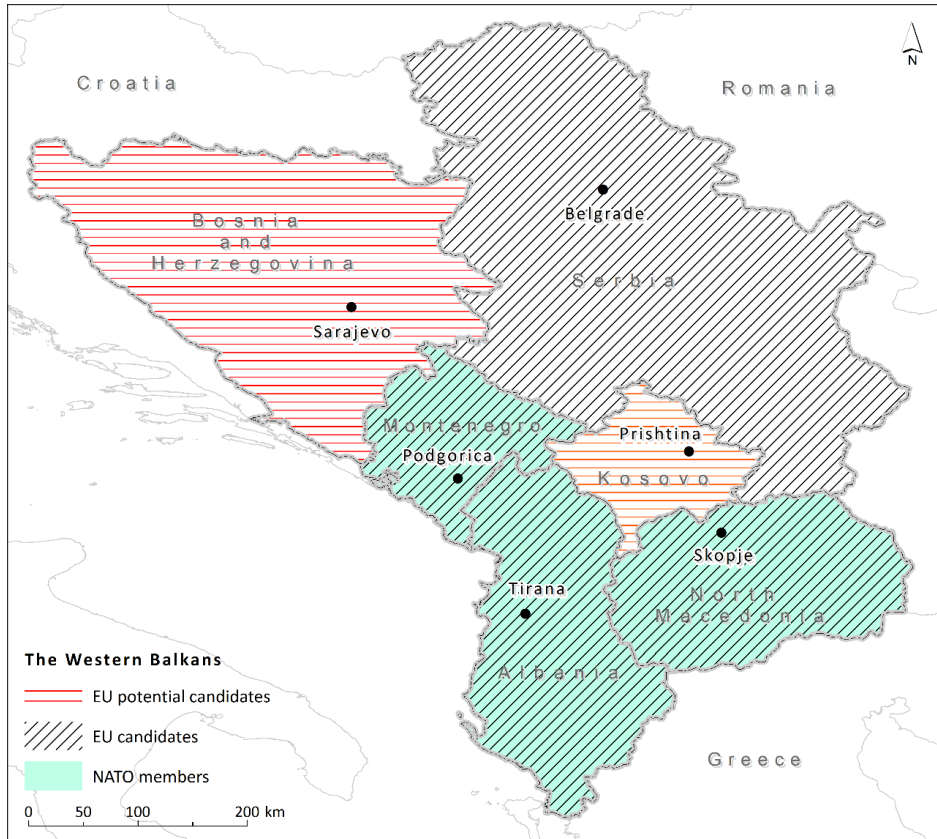 N
Croatia
Romania
Belgrade
Bosnia
and
Herzegovina
Serbia
Sarajevo
Montenegro
Prishtina
Podgorica
Kosovo
Skopje
Tirana
North
Macedonia
Albania
Greece
The Western Balkans
EU potential candidates
EU candidates
NATO members
0 50 100 200 km